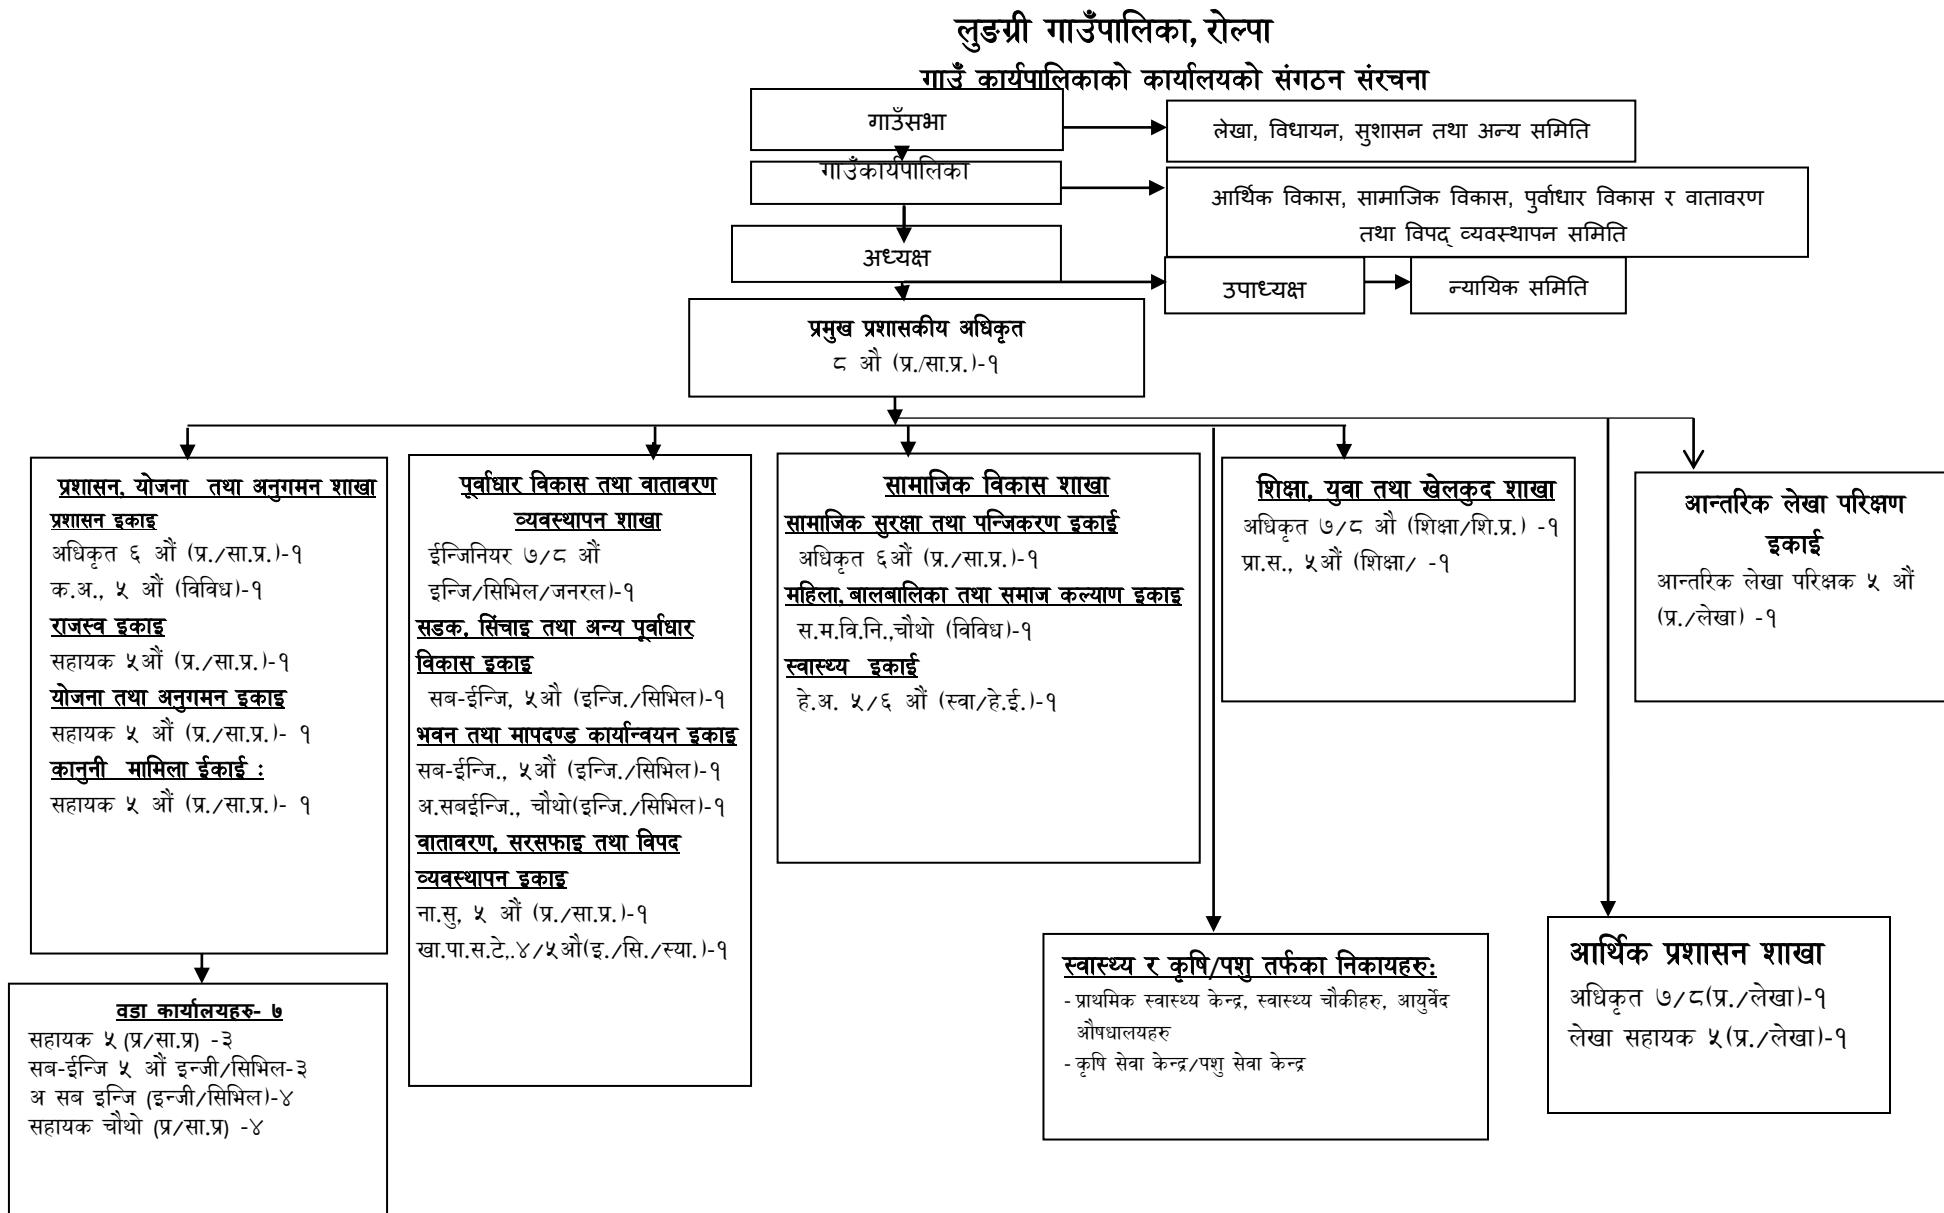 लुङग्री गाउँपालिका, रोल्पा
गाउँ कार्यपालिकाको कार्यालयको संगठन संरचना
गाउँसभा
लेखा, विधायन, सुशासन तथा अन्य समिति
गाउँकार्यपालिका
आर्थिक विकास, सामाजिक विकास, पुर्वाधार विकास र वातावरण
तथा विपद् व्यवस्थापन समिति
अध्यक्ष
उपाध्यक्ष
न्यायिक समिति
प्रमुख प्रशासकीय अधिकृत
८ औ (प्र./सा.प्र.)-१
प्रशासन, योजना तथा अनुगमन शाखा
प्रशासन इकाइ
अधिकृत ६ औं (प्र./सा.प्र.)-१
क.अ., ५ औं (विविध)-१
राजस्व इकाइ
सहायक ५औं (प्र./सा.प्र.)-१
योजना तथा अनुगमन इकाइ
सहायक ५ औं (प्र./सा.प्र.)- १
कानुनी मामिला ईकाई :
सहायक ५ औं (प्र./सा.प्र.)- १
पूर्वाधार विकास तथा वातावरण
व्यवस्थापन शाखा
ईन्जिनियर ७/८ औं
इन्जि/सिभिल/जनरल)-१
सडक, सिंचाइ तथा अन्य पूर्वाधार
विकास इकाइ
सब-ईन्जि, ५औ (इन्जि./सिभिल)-१
भवन तथा मापदण्ड कार्यान्वयन इकाइ
सब-ईन्जि., ५औं (इन्जि./सिभिल)-१
अ.सबईन्जि., चौथो(इन्जि./सिभिल)-१
वातावरण, सरसफाइ तथा विपद
व्यवस्थापन इकाइ
ना.सु, ५ औं (प्र./सा.प्र.)-१
खा.पा.स.टे,.४/५औ(इ./सि./स्या.)-१
सामाजिक विकास शाखा
सामाजिक सुरक्षा तथा पन्जिकरण इकाई
अधिकृत ६औं (प्र./सा.प्र.)-१
महिला, बालबालिका तथा समाज कल्याण इकाइ
स.म.वि.नि.,चौथो (विविध)-१
स्वास्थ्य इकाई
हे.अ. ५/६ औं (स्वा/हे.ई.)-१
शिक्षा, युवा तथा खेलकुद शाखा
अधिकृत ७/८ औ (शिक्षा/शि.प्र.) -१
प्रा.स., ५औं (शिक्षा/ -१
आन्तरिक लेखा परिक्षण
इकाई
आन्तरिक लेखा परिक्षक ५ औं
(प्र./लेखा) -१
वडा कार्यालयहरु- ७
सहायक ५ (प्र/सा.प्र) -३
सब-ईन्जि ५ औं इन्जी/सिभिल-३
अ सब इन्जि (इन्जी/सिभिल)-४
सहायक चौथो (प्र/सा.प्र) -४
स्वास्थ्य र कृषि/पशु तर्फका निकायहरु:
- प्राथमिक स्वास्थ्य केन्द्र, स्वास्थ्य चौकीहरु, आयुर्वेद
औषधालयहरु
- कृषि सेवा केन्द्र/पशु सेवा केन्द्र
आर्थिक प्रशासन शाखा
अधिकृत ७/८(प्र./लेखा)-१
लेखा सहायक ५(प्र./लेखा)-१